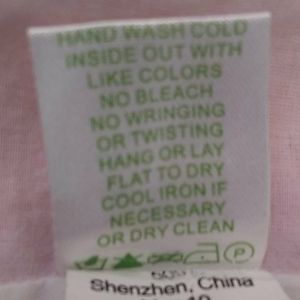 HAND WASH COLD
INSIDE OUT WITH
LIKE COLORS
NO BLEACH
NO WRINGING
OR TWISTING
HANG OR LAY
FLAT TO DRY
COOL IRON IF
NECESSARY
OR DRY CLEAN
P
Shenzhen, China